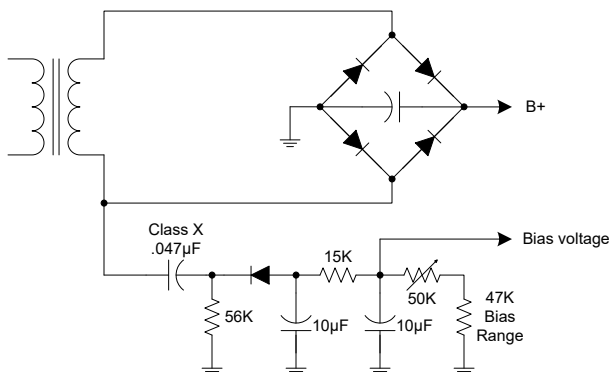 B+
Class X
.047µF
Bias voltage
15K
56K
10µF
10µF
50K
47K
Bias
Range